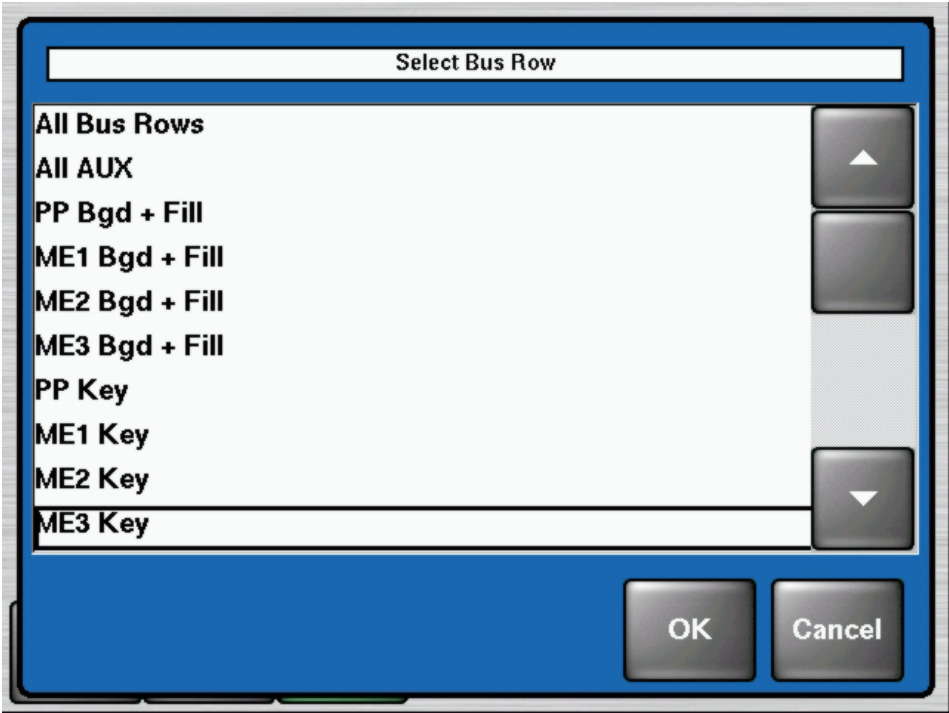 Select Bus Row
All Bus Rows
All AUX
PP Bgd + Fill
ME1 Bgd + Fill
ME2 Bgd + Fill
ME3 Bgd + Fill
PP Key
ME1 Key
ME2 Key
ME3 Key
OK
Cancel